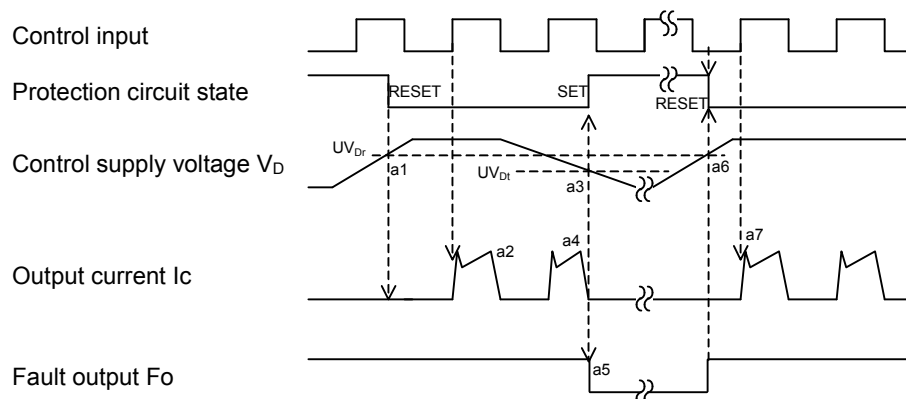 Control input
Protection circuit state
RESET
SET
RESET
Control supply voltage VD
UVDr
a1
UVDt
a3
a6
Output current Ic
a2
a4
a7
Fault output Fo
a5